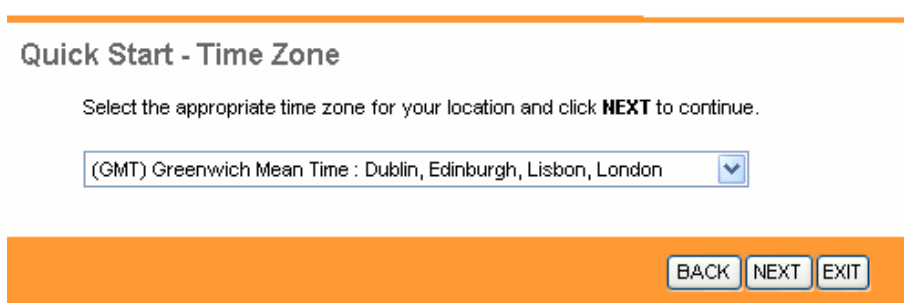 Quick Start - Time Zone
Select the appropriate time zone for your location and click NEXT to continue.
(GMT) Greenwich Mean Time : Dublin, Edinburgh, Lisbon, London
BACK NEXT EXIT